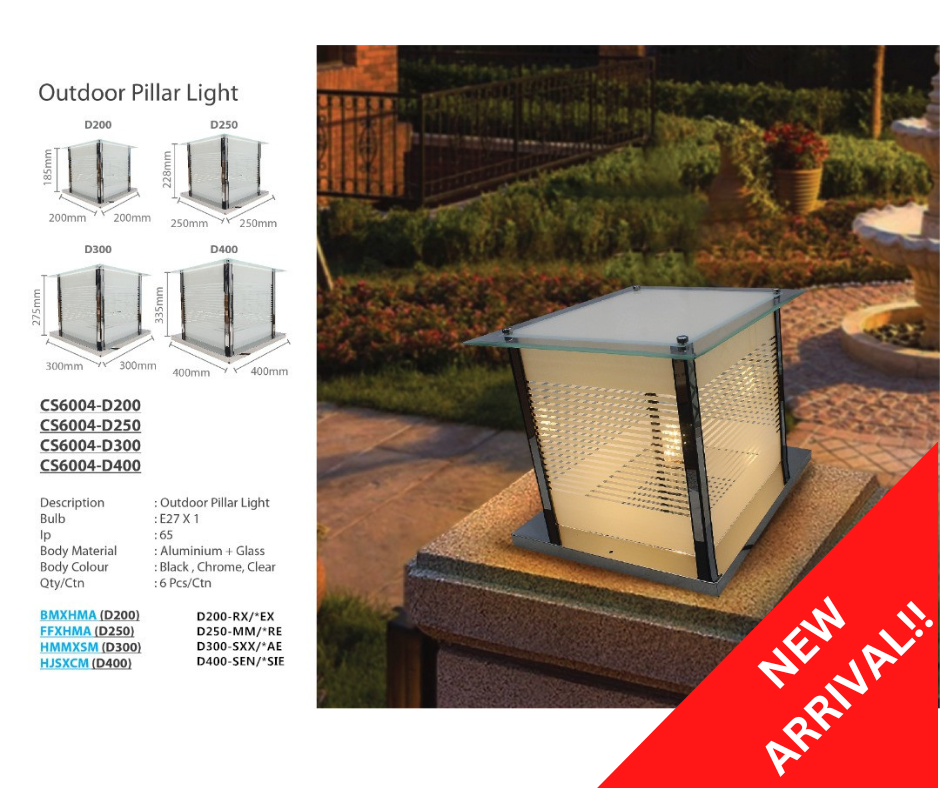 Outdoor Pillar Light
D200
D250
185mm
200mm
200mm
228mm
250mm
250mm
D300
D400
275mm
300mm
300mm
335mm
400mm
400mm
CS6004-D200
CS6004-D250
CS6004-D300
CS6004-D400
Description : Outdoor Pillar Light
Bulb : E27 X 1
Ip : 65
Body Material : Aluminium + Glass
Body Colour : Black , Chrome, Clear
Qty/Ctn : 6 Pcs/Ctn
BMXHMA (D200) D200-RX/*EX
FFXHMA (D250) D250-MM/*RE
HMMXSM (D300) D300-SXX/*AE
HJSXCM (D400) D400-SEN/*SIE
NEW
ARRIVAL!!